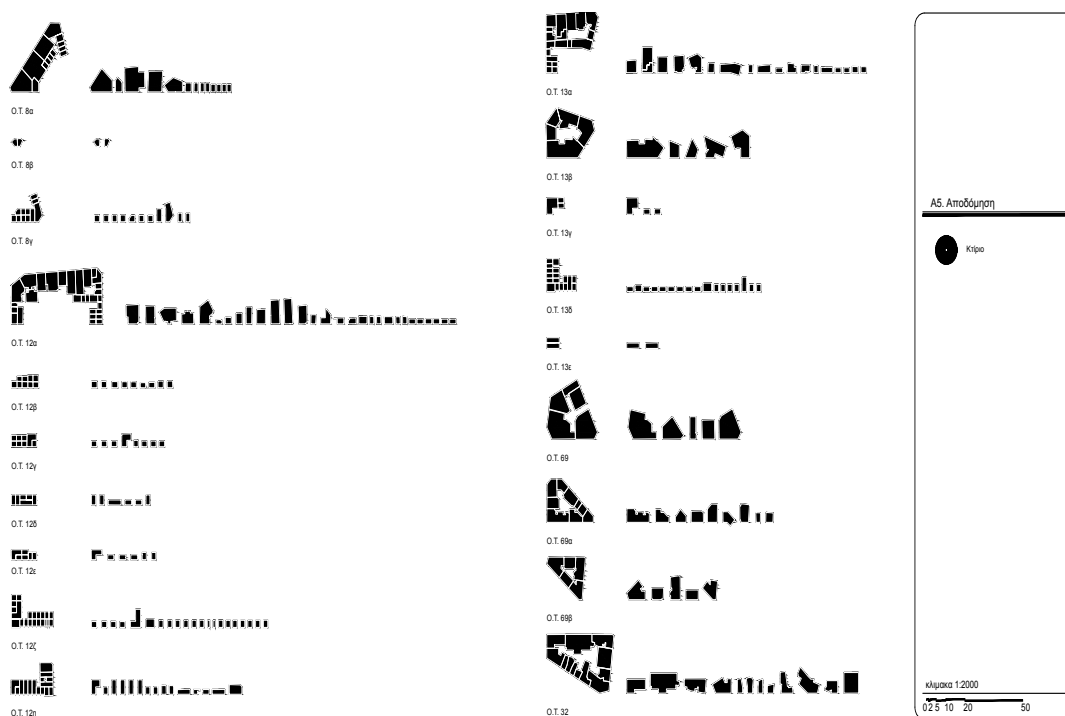 Ο.Τ. 8α
Ο.Τ. 8β
Ο.Τ. 8γ
Ο.Τ. 12α
Ο.Τ. 12β
Ο.Τ. 12γ
Ο.Τ. 12δ
Ο.Τ. 12ε
Ο.Τ. 12ζ
Ο.Τ. 12η
Ο.Τ. 13α
Ο.Τ. 13β
Ο.Τ. 13γ
Ο.Τ. 13δ
Ο.Τ. 13ε
Ο.Τ. 69
Ο.Τ. 69α
Ο.Τ. 69β
Ο.Τ. 32
Α5. Αποδόμηση
Κτίριο
κλιμακα 1:2000
0 2 5 10 20 50